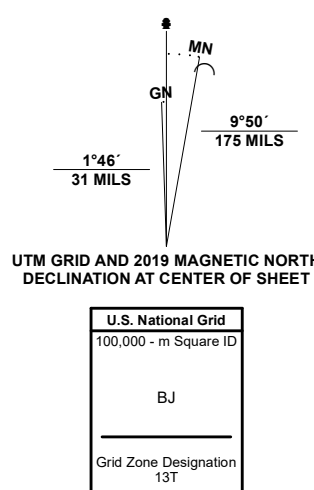 MN
GN
9°50´
175 MILS
1°46´
31 MILS
UTM GRID AND 2019 MAGNETIC NORTH
DECLINATION AT CENTER OF SHEET
U.S. National Grid
100,000 - m Square ID
BJ
Grid Zone Designation
13T